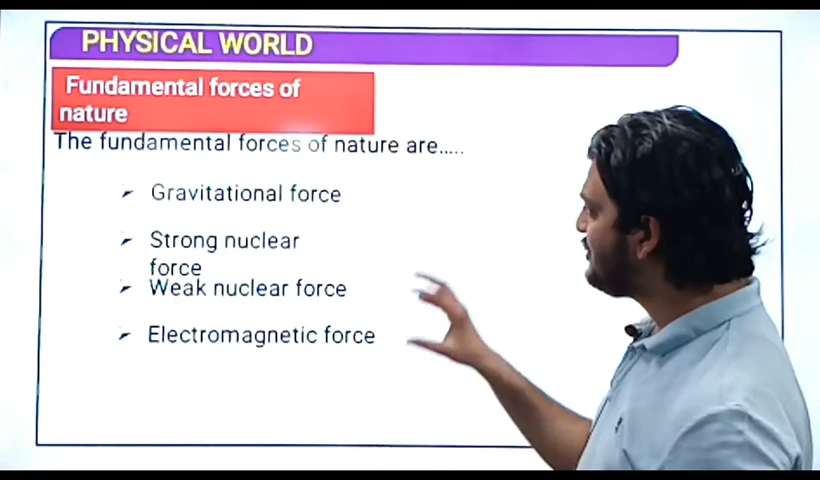 PHYSICAL WORLD
Fundamental forces of
nature
The fundamental forces of nature are.....
➢ Gravitational force
➢ Strong nuclear
force
➢ Weak nuclear force
➢ Electromagnetic force